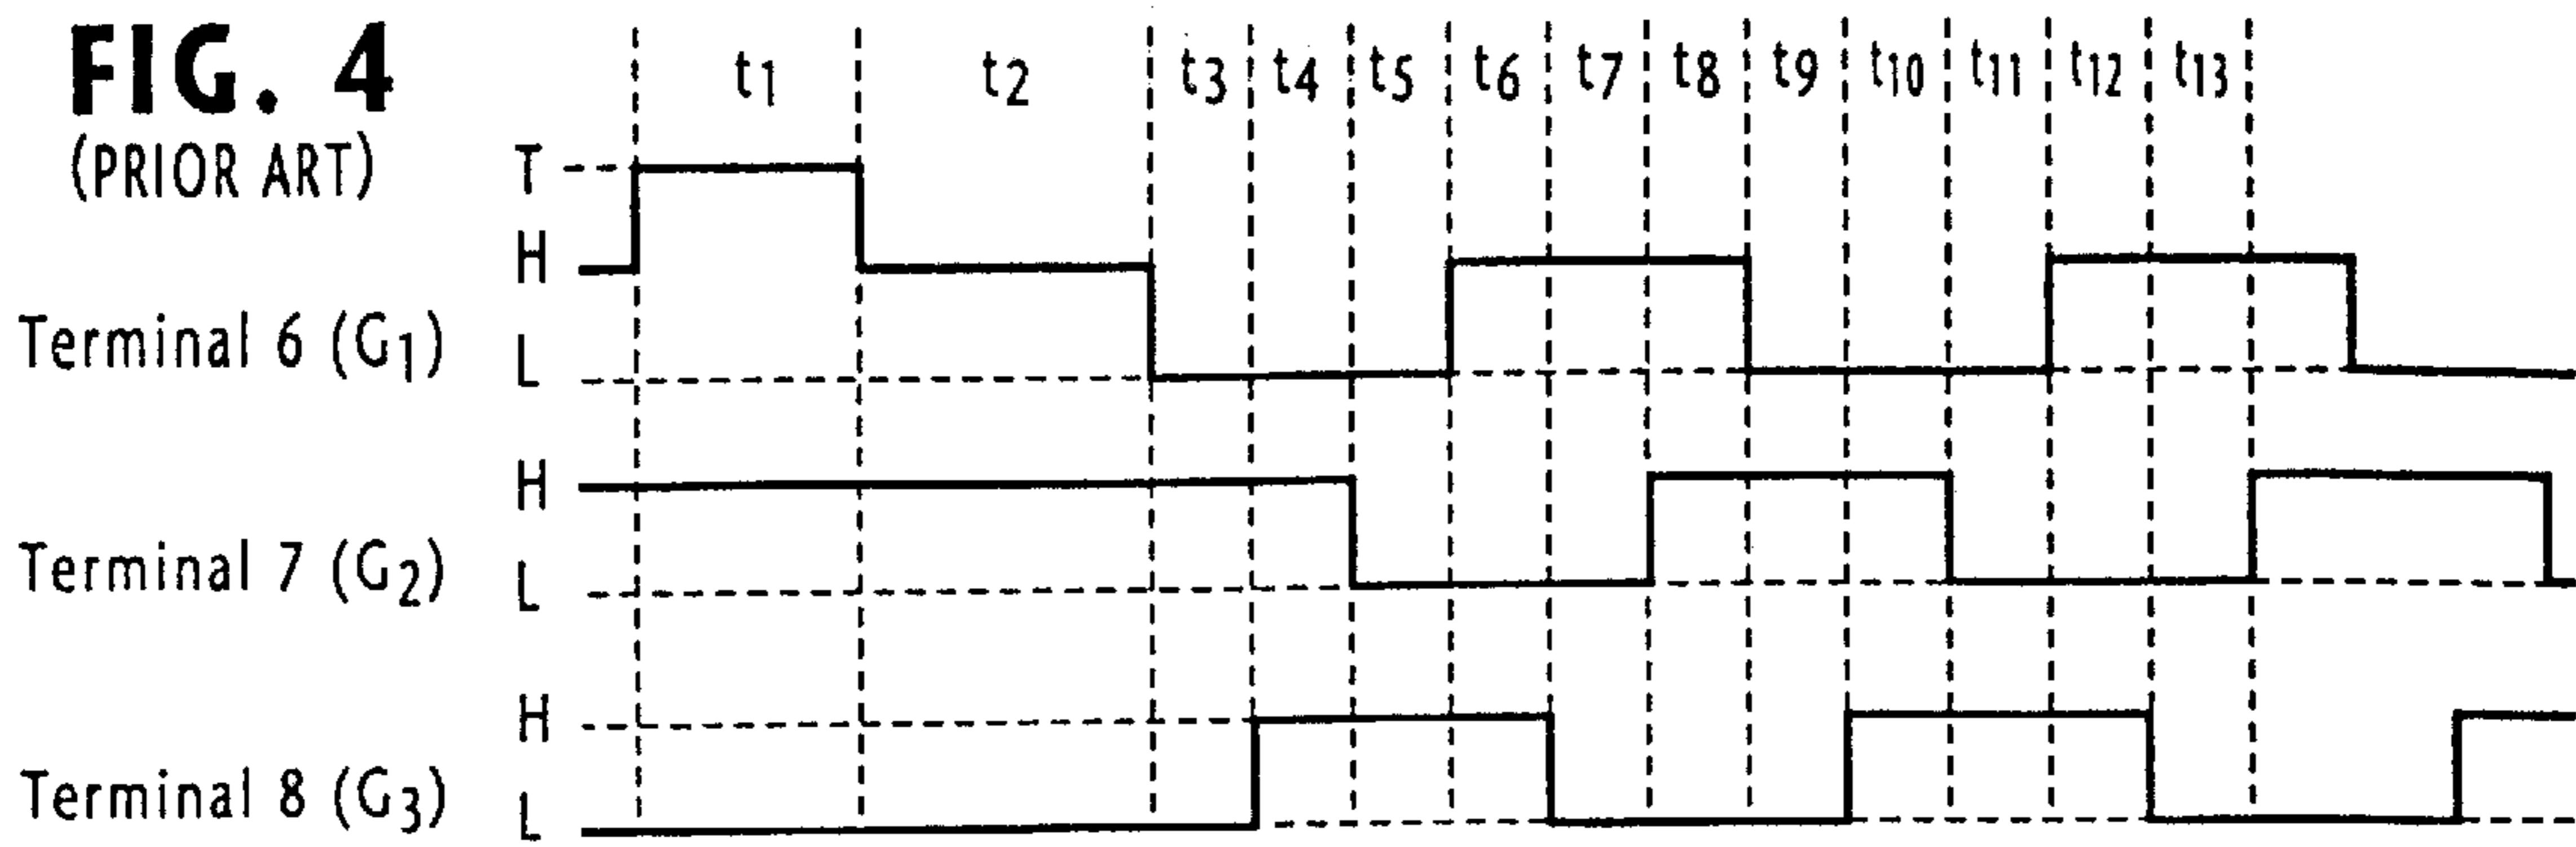 FIG. 4
(PRIOR ART)
t1 t2 t3 t4 t5 t6 t7 t8 t9 t10 t11 t12 t13
T
H
Terminal 6 (G1)
L
H
Terminal 7 (G2)
L
H
Terminal 8 (G3)
L